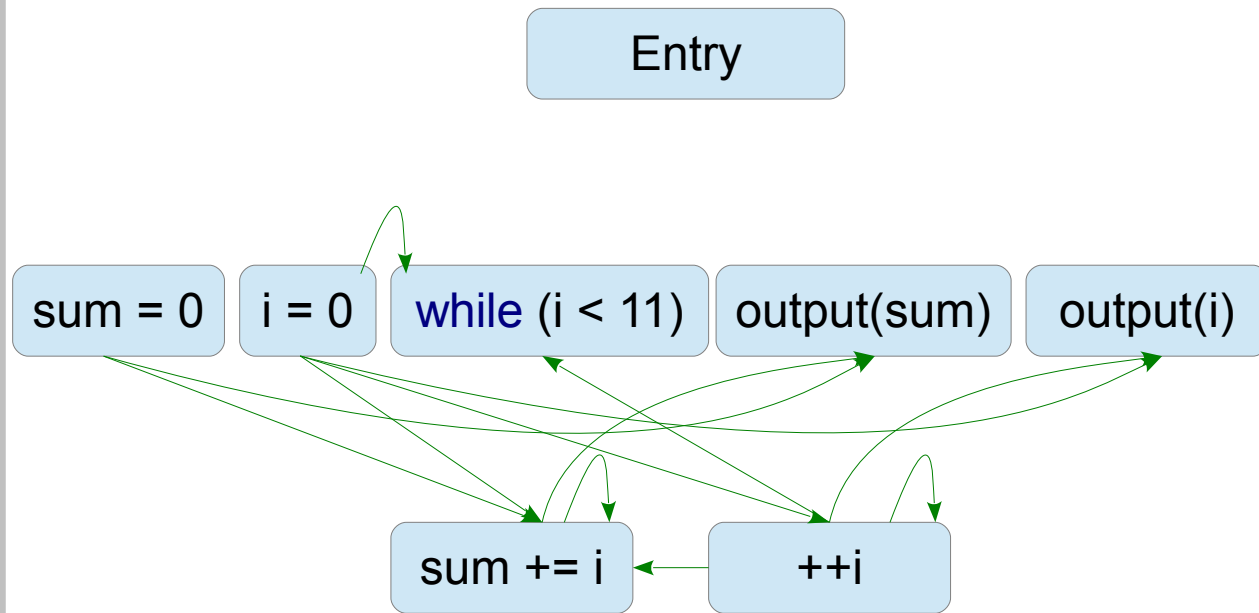 Entry
sum = 0
i = 0
while (i < 11)
output(sum)
output(i)
sum += i
++i